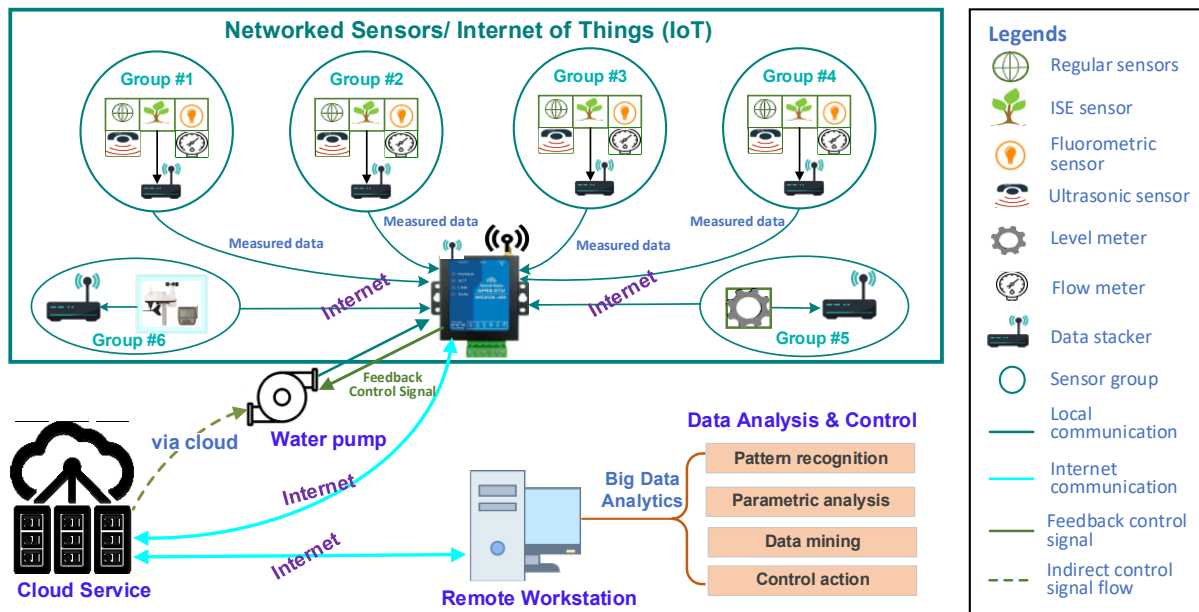 Networked Sensors/ Internet of Things (IoT)
Group #1
Group #2
Group #3
Group #4
Measured data
Measured data
Measured data
Measured data
Internet
Internet
Group #6
Group #5
Feedback
Control Signal
Water pump
via cloud
Internet
Internet
Cloud Service
Remote Workstation
Big Data
Analytics
Data Analysis & Control
Pattern recognition
Parametric analysis
Data mining
Control action
Legends
Regular sensors
ISE sensor
Fluorometric
sensor
Ultrasonic sensor
Level meter
Flow meter
Data stacker
Sensor group
Local
communication
Internet
communication
Feedback control
signal
Indirect control
signal flow